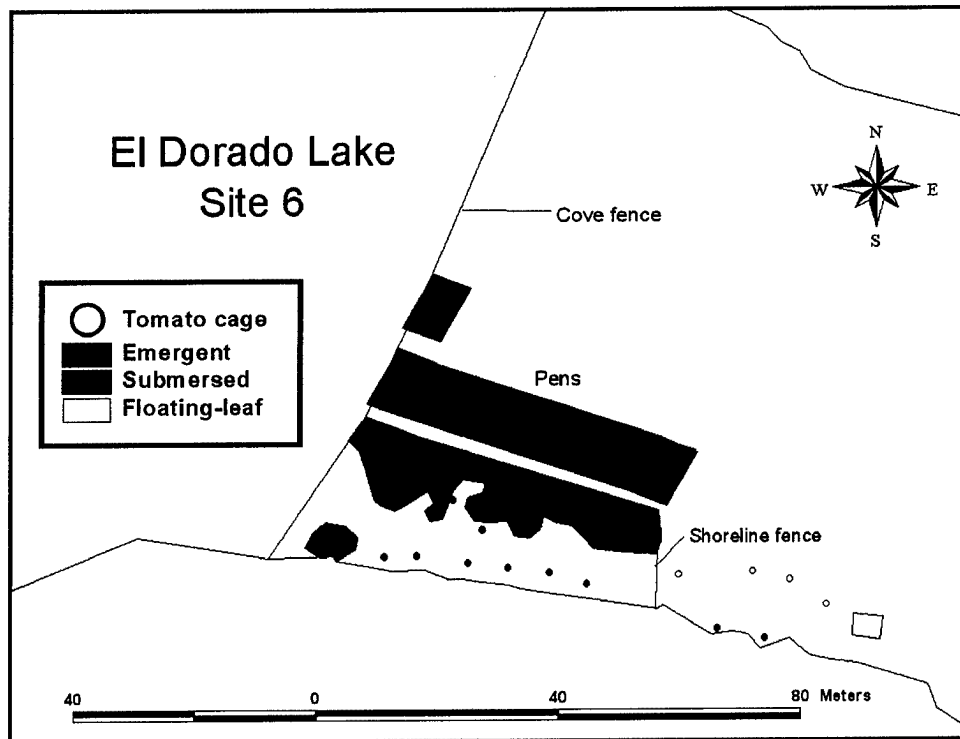 El Dorado Lake
Site 6
N
W E
S
Cove fence
Tomato cage
Emergent
Submersed
Floating-leaf
Pens
Shoreline fence
40 0 40 80 Meters